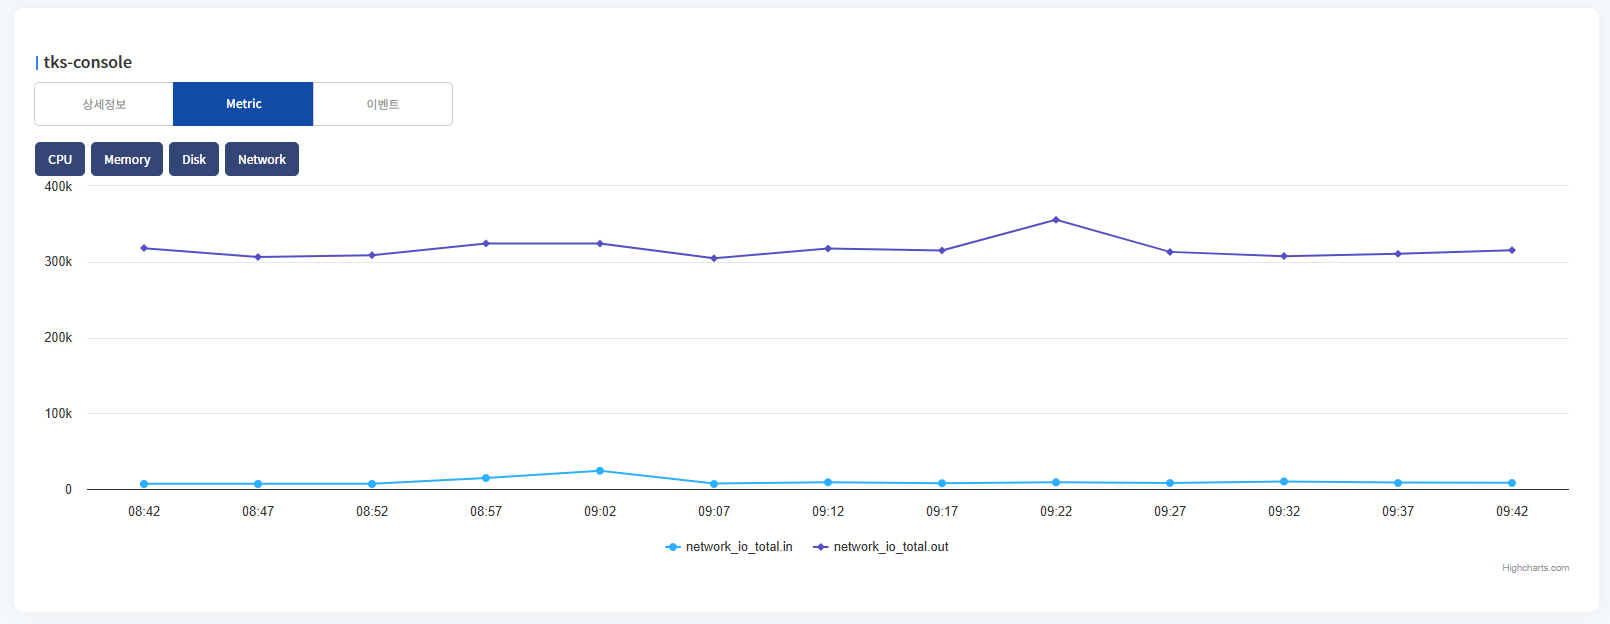 tks-console
상세정보 Metric 이벤트
CPU Memory Disk Network
400k
300k
200k
100k
0
08:42 08:47 08:52 08:57 09:02 09:07 09:12 09:17 09:22 09:27 09:32 09:37 09:42
network_io_total.in network_io_total.out
Highcharts.com